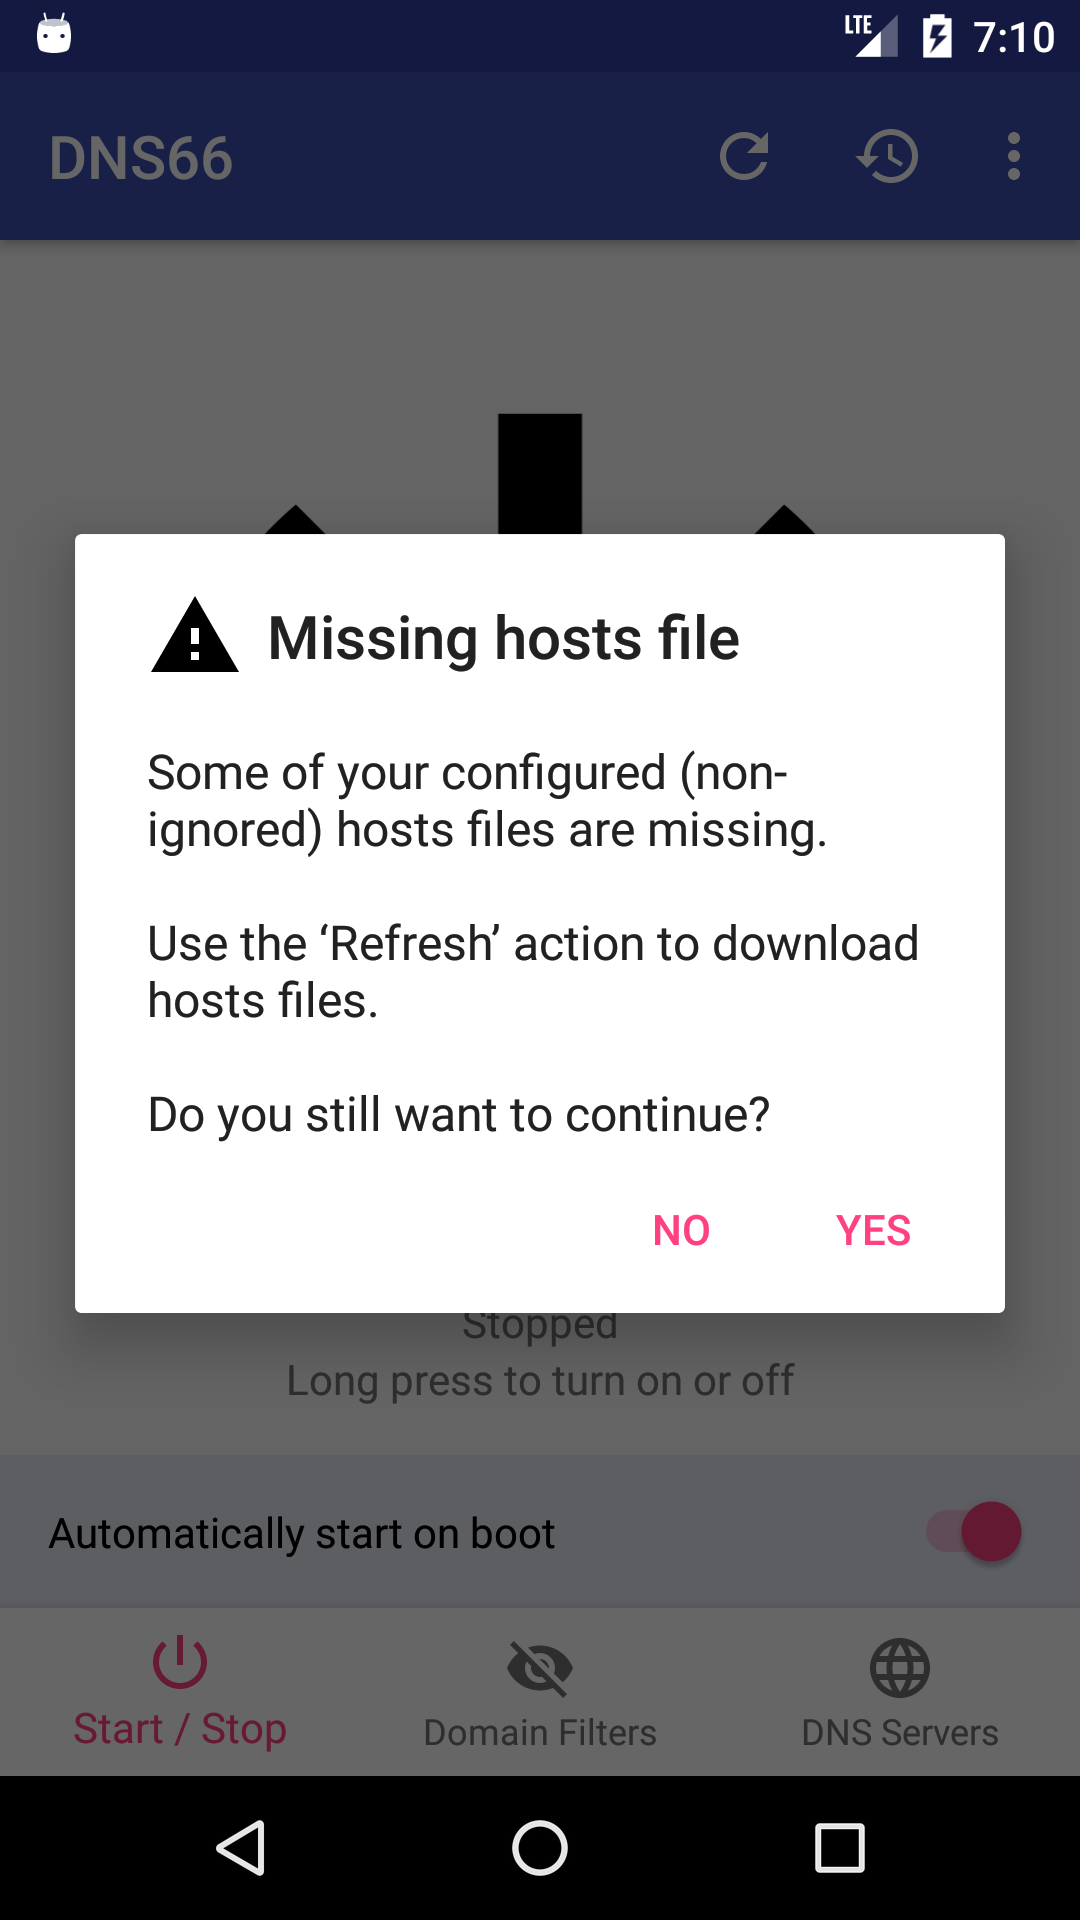 LTE 7:10
DNS66
Missing hosts file
Some of your configured (non-
ignored) hosts files are missing.
Use the ‘Refresh’ action to download
hosts files.
Do you still want to continue?
NO YES
Stopped
Long press to turn on or off
Automatically start on boot
Start / Stop Domain Filters DNS Servers